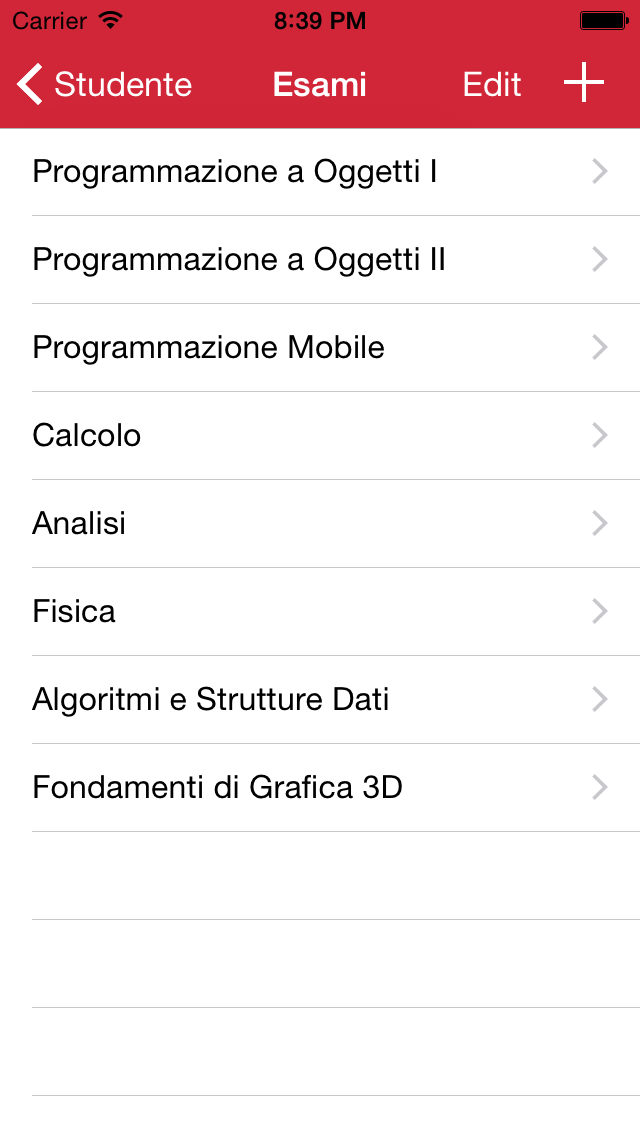 Carrier 8:39 PM
Studente Esami Edit
Programmazione a Oggetti I
Programmazione a Oggetti II
Programmazione Mobile
Calcolo
Analisi
Fisica
Algoritmi e Strutture Dati
Fondamenti di Grafica 3D